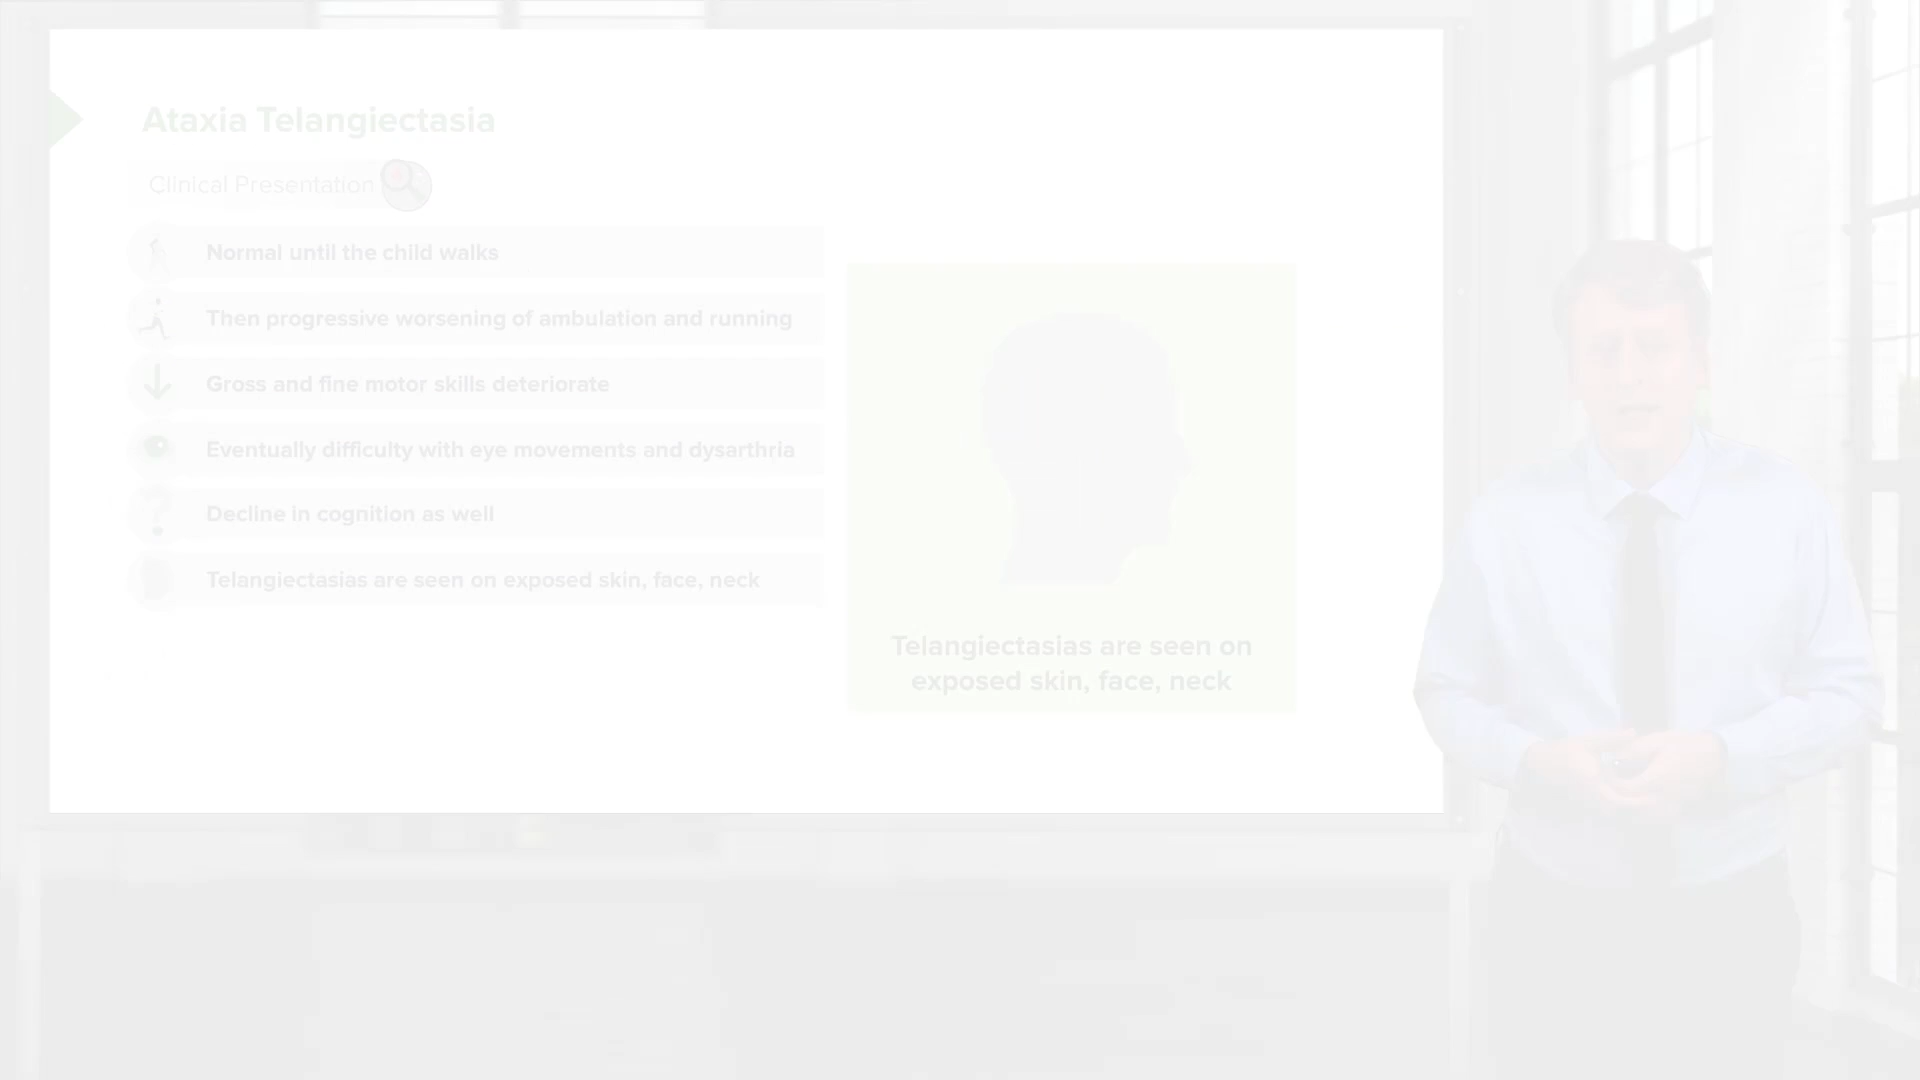 Ataxia Telangiectasia
Clinical Presentation
Normal until the child walks
Then progressive worsening of ambulation and running
Gross and fine motor skills deteriorate
Eventually difficulty with eye movements and dysarthria
Decline in cognition as well
Telangiectasias are seen on exposed skin, face, neck
Telangiectasias are seen on
exposed skin, face, neck